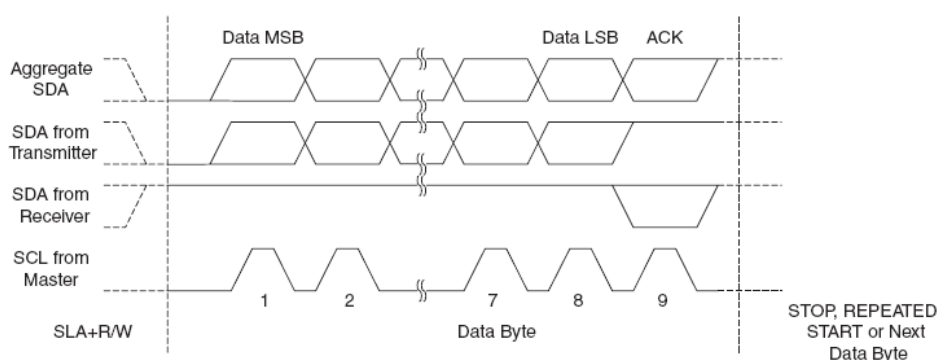 Data MSB
Data LSB
ACK
Aggregate
SDA
SDA from
Transmitter
SDA from
Receiver
SCL from
Master
1
2
7
8
9
SLA+R/W
Data Byte
STOP, REPEATED
START or Next
Data Byte